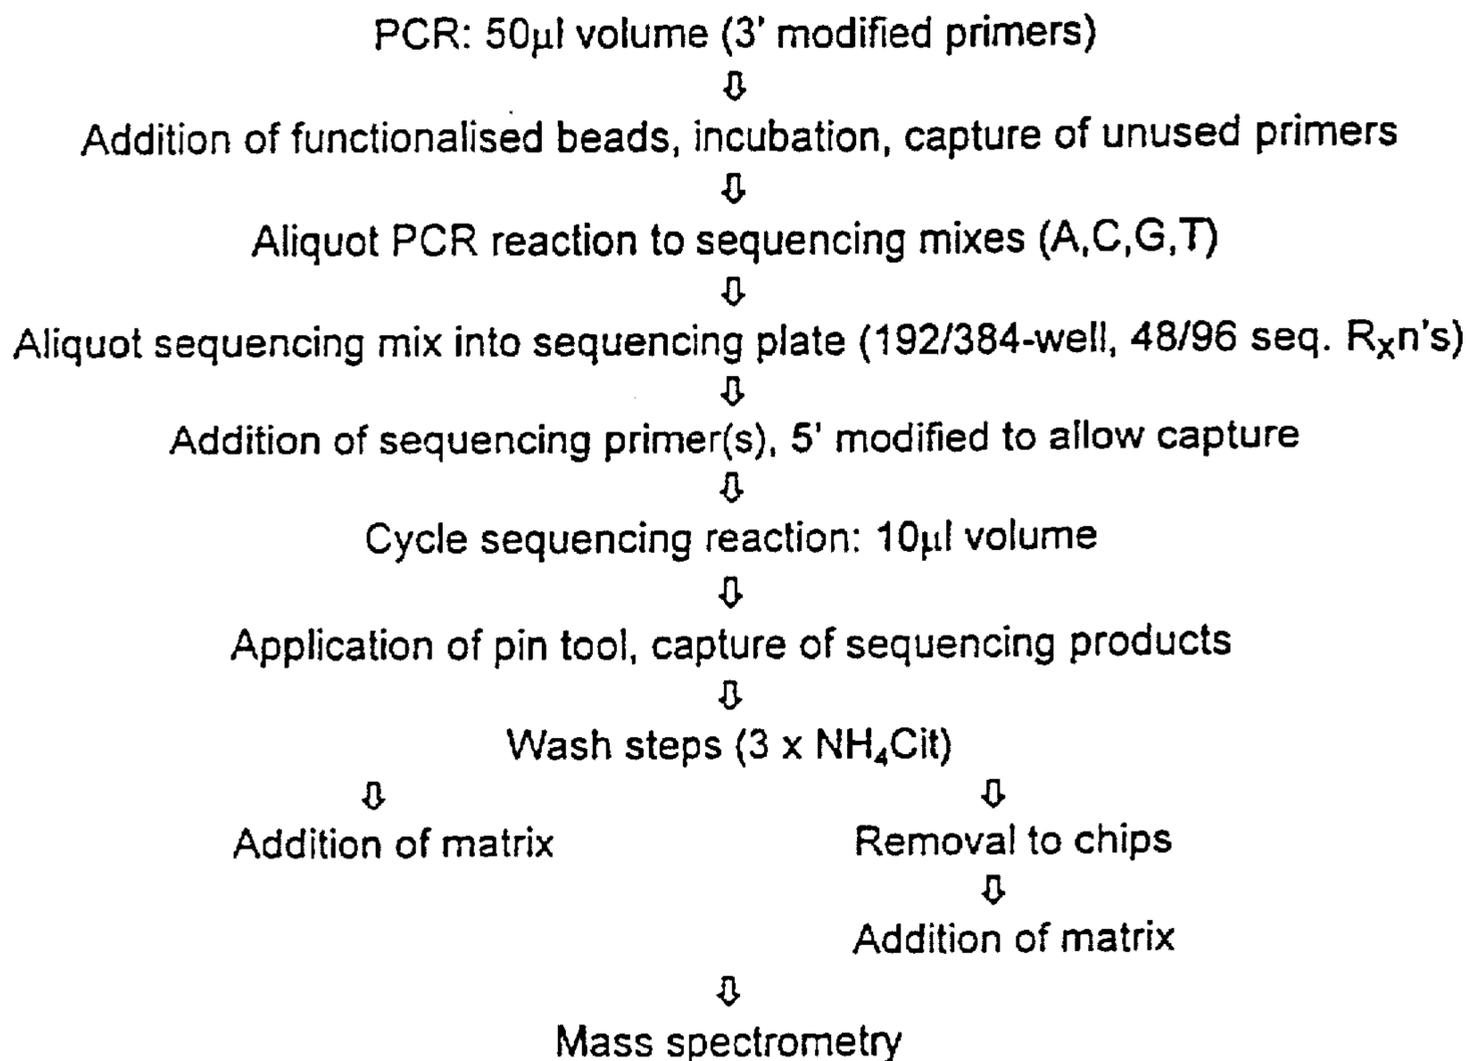 PCR: 50μl volume (3' modified primers)
⇩
Addition of functionalised beads, incubation, capture of unused primers
⇩
Aliquot PCR reaction to sequencing mixes (A,C,G,T)
⇩
Aliquot sequencing mix into sequencing plate (192/384-well, 48/96 seq. Rₓn's)
⇩
Addition of sequencing primer(s), 5' modified to allow capture
⇩
Cycle sequencing reaction: 10μl volume
⇩
Application of pin tool, capture of sequencing products
⇩
Wash steps (3 x NH₄Cit)
⇩ ⇩
Addition of matrix Removal to chips
⇩
Addition of matrix
⇩
Mass spectrometry